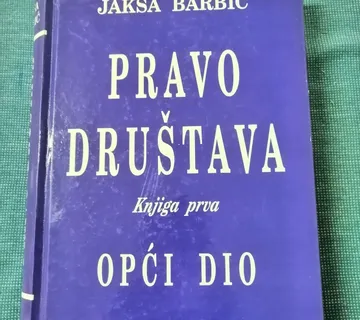 JAKŠA BARBIĆ
PRAVO
DRUŠTAVA
Knjiga prva
OPĆI DIO